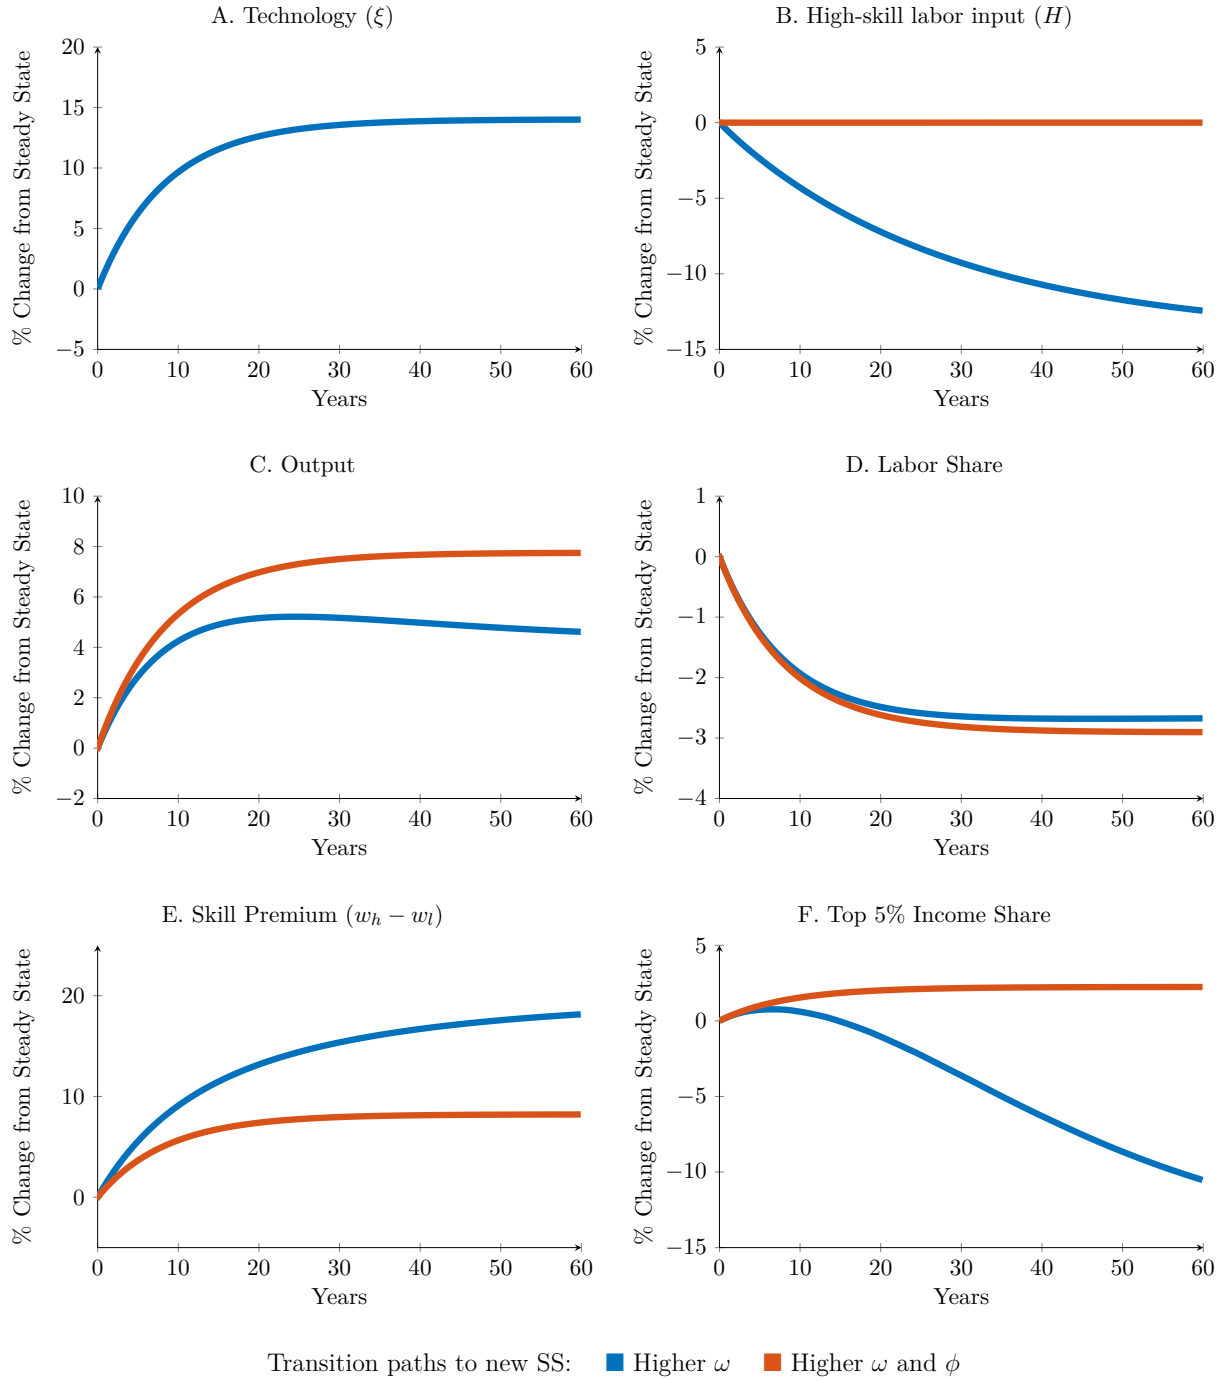 A. Technology (ξ)
% Change from Steady State
20
15
10
5
0
−5
0 10 20 30 40 50 60
Years
B. High-skill labor input (H)
% Change from Steady State
5
0
−5
−10
−15
0 10 20 30 40 50 60
Years
C. Output
% Change from Steady State
10
8
6
4
2
0
−2
0 10 20 30 40 50 60
Years
D. Labor Share
% Change from Steady State
1
0
−1
−2
−3
−4
0 10 20 30 40 50 60
Years
E. Skill Premium (w_h − w_l)
% Change from Steady State
20
10
0
0 10 20 30 40 50 60
Years
F. Top 5% Income Share
% Change from Steady State
5
0
−5
−10
−15
0 10 20 30 40 50 60
Years
Transition paths to new SS: Higher ω Higher ω and ϕ